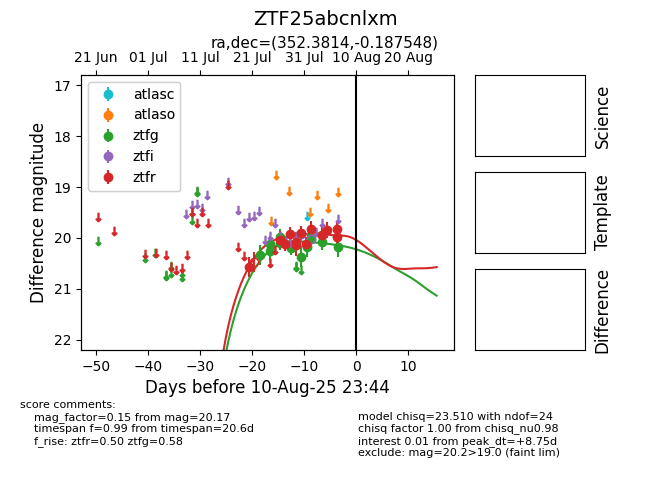 ZTF25abcnlxm
ra,dec=(352.3814,-0.187548)
21 Jun 01 Jul 11 Jul 21 Jul 31 Jul 10 Aug 20 Aug
atlasc
atlaso
ztfg
ztfi
ztfr
17
18
19
20
21
22
Difference magnitude
−50 −40 −30 −20 −10 0 10
Days before 10-Aug-25 23:44
Science
Template
Difference
score comments:
mag_factor=0.15 from mag=20.17
timespan f=0.99 from timespan=20.6d
f_rise: ztfr=0.50 ztfg=0.58
model chisq=23.510 with ndof=24
chisq factor 1.00 from chisq_nu0.98
interest 0.01 from peak_dt=+8.75d
exclude: mag=20.2>19.0 (faint lim)